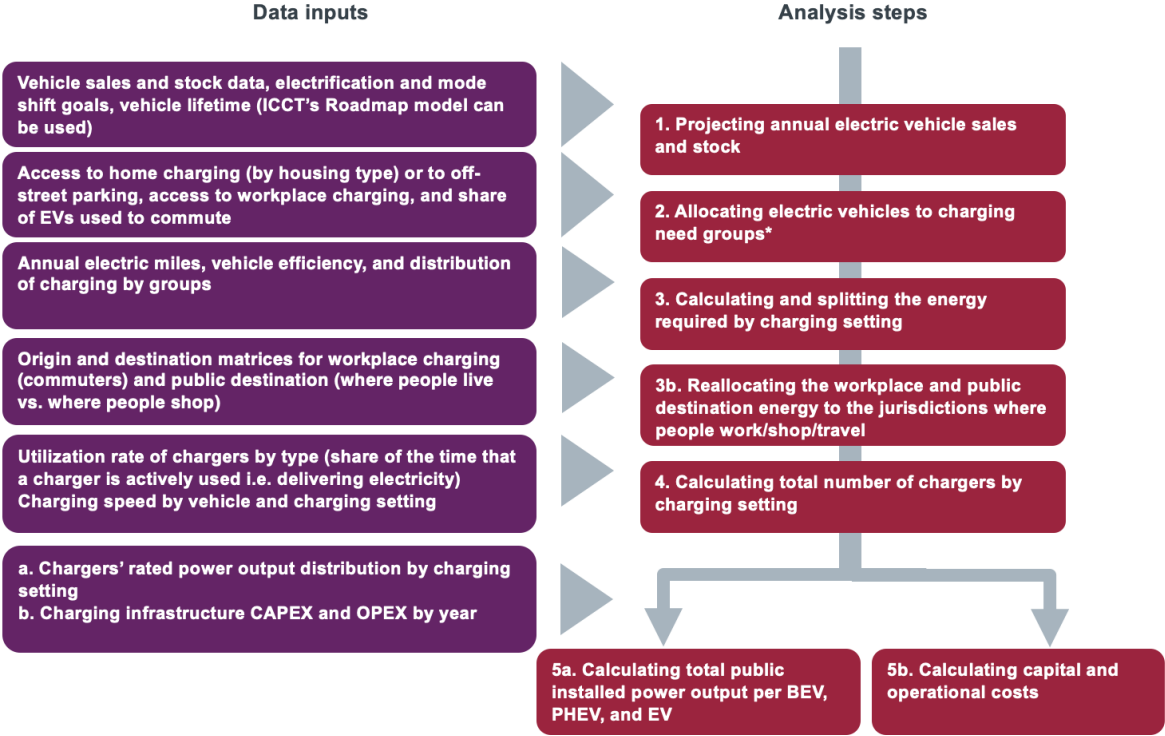 Data inputs
Analysis steps
Vehicle sales and stock data, electrification and mode
shift goals, vehicle lifetime (ICCT’s Roadmap model can
be used)
Access to home charging (by housing type) or to off-
street parking, access to workplace charging, and share
of EVs used to commute
Annual electric miles, vehicle efficiency, and distribution
of charging by groups
Origin and destination matrices for workplace charging
(commuters) and public destination (where people live
vs. where people shop)
Utilization rate of chargers by type (share of the time that
a charger is actively used i.e. delivering electricity)
Charging speed by vehicle and charging setting
a. Chargers’ rated power output distribution by charging
setting
b. Charging infrastructure CAPEX and OPEX by year
1. Projecting annual electric vehicle sales
and stock
2. Allocating electric vehicles to charging
need groups*
3. Calculating and splitting the energy
required by charging setting
3b. Reallocating the workplace and public
destination energy to the jurisdictions where
people work/shop/travel
4. Calculating total number of chargers by
charging setting
5a. Calculating total public
installed power output per BEV,
PHEV, and EV
5b. Calculating capital and
operational costs